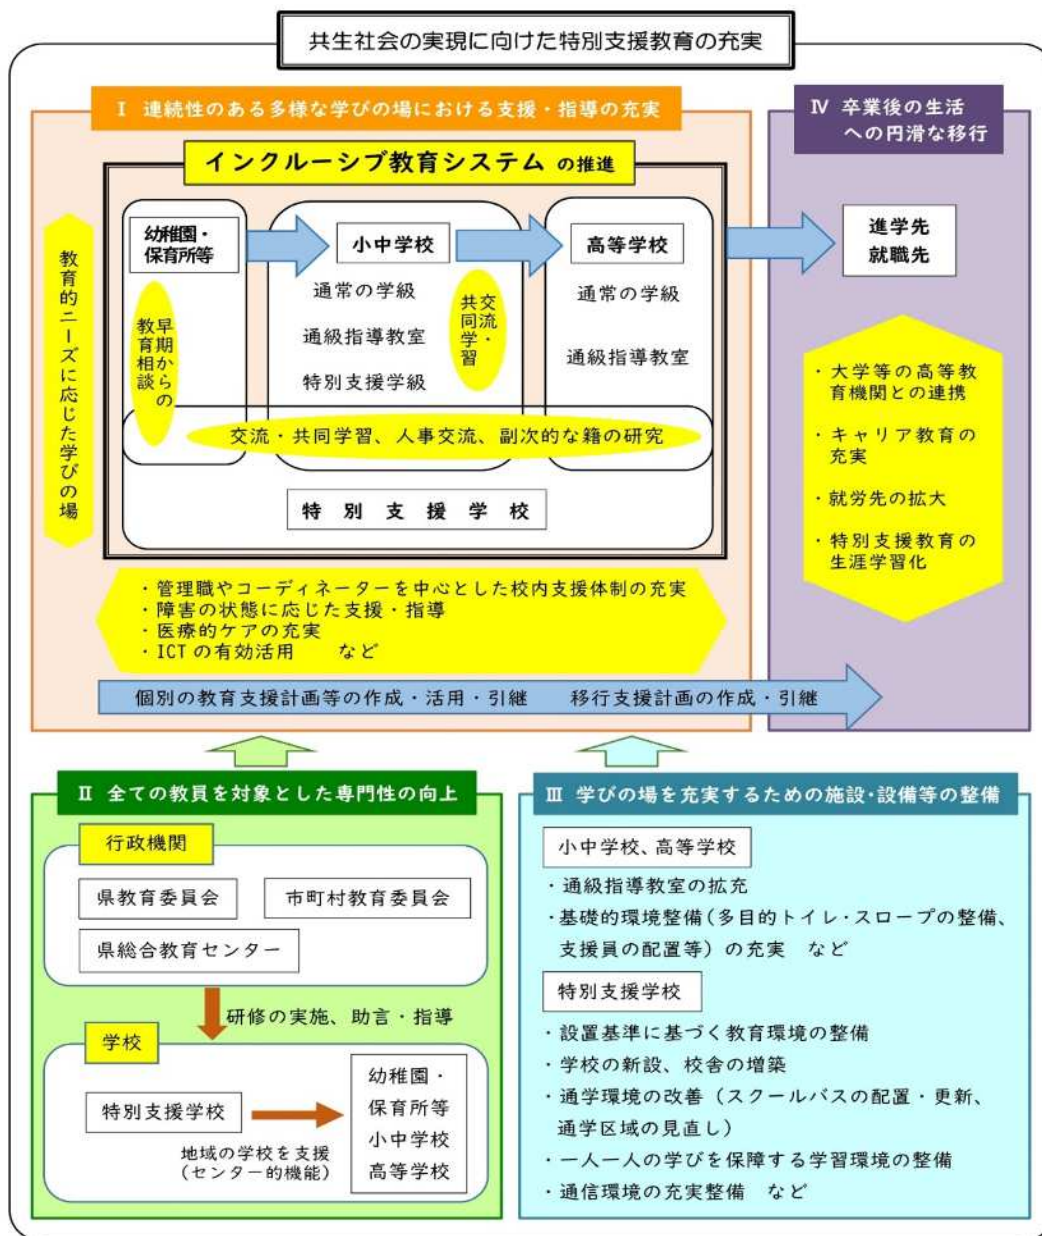 共生社会の実現に向けた特別支援教育の充実
Ⅰ 連続性のある多様な学びの場における支援・指導の充実
インクルーシブ教育システム の推進
教育的ニーズに応じた学びの場
幼稚園・
保育所等
小中学校
高等学校
早期からの
教育相談
通常の学級
通級指導教室
特別支援学級
交流・
共同学習
通常の学級
通級指導教室
交流・共同学習、人事交流、副次的な籍の研究
特別支援学校
・管理職やコーディネーターを中心とした校内支援体制の充実
・障害の状態に応じた支援・指導
・医療的ケアの充実
・ICTの有効活用 など
個別の教育支援計画等の作成・活用・引継 移行支援計画の作成・引継
Ⅳ 卒業後の生活
への円滑な移行
進学先
就職先
・大学等の高等教
育機関との連携
・キャリア教育の
充実
・就労先の拡大
・特別支援教育の
生涯学習化
Ⅱ 全ての教員を対象とした専門性の向上
行政機関
県教育委員会
市町村教育委員会
県総合教育センター
研修の実施、助言・指導
学校
特別支援学校
地域の学校を支援
(センター的機能)
幼稚園・
保育所等
小中学校
高等学校
Ⅲ 学びの場を充実するための施設・設備等の整備
小中学校、高等学校
・通級指導教室の拡充
・基礎的環境整備(多目的トイレ・スロープの整備、
支援員の配置等)の充実 など
特別支援学校
・設置基準に基づく教育環境の整備
・学校の新設、校舎の増築
・通学環境の改善(スクールバスの配置・更新、
通学区域の見直し)
・一人一人の学びを保障する学習環境の整備
・通信環境の充実整備 など